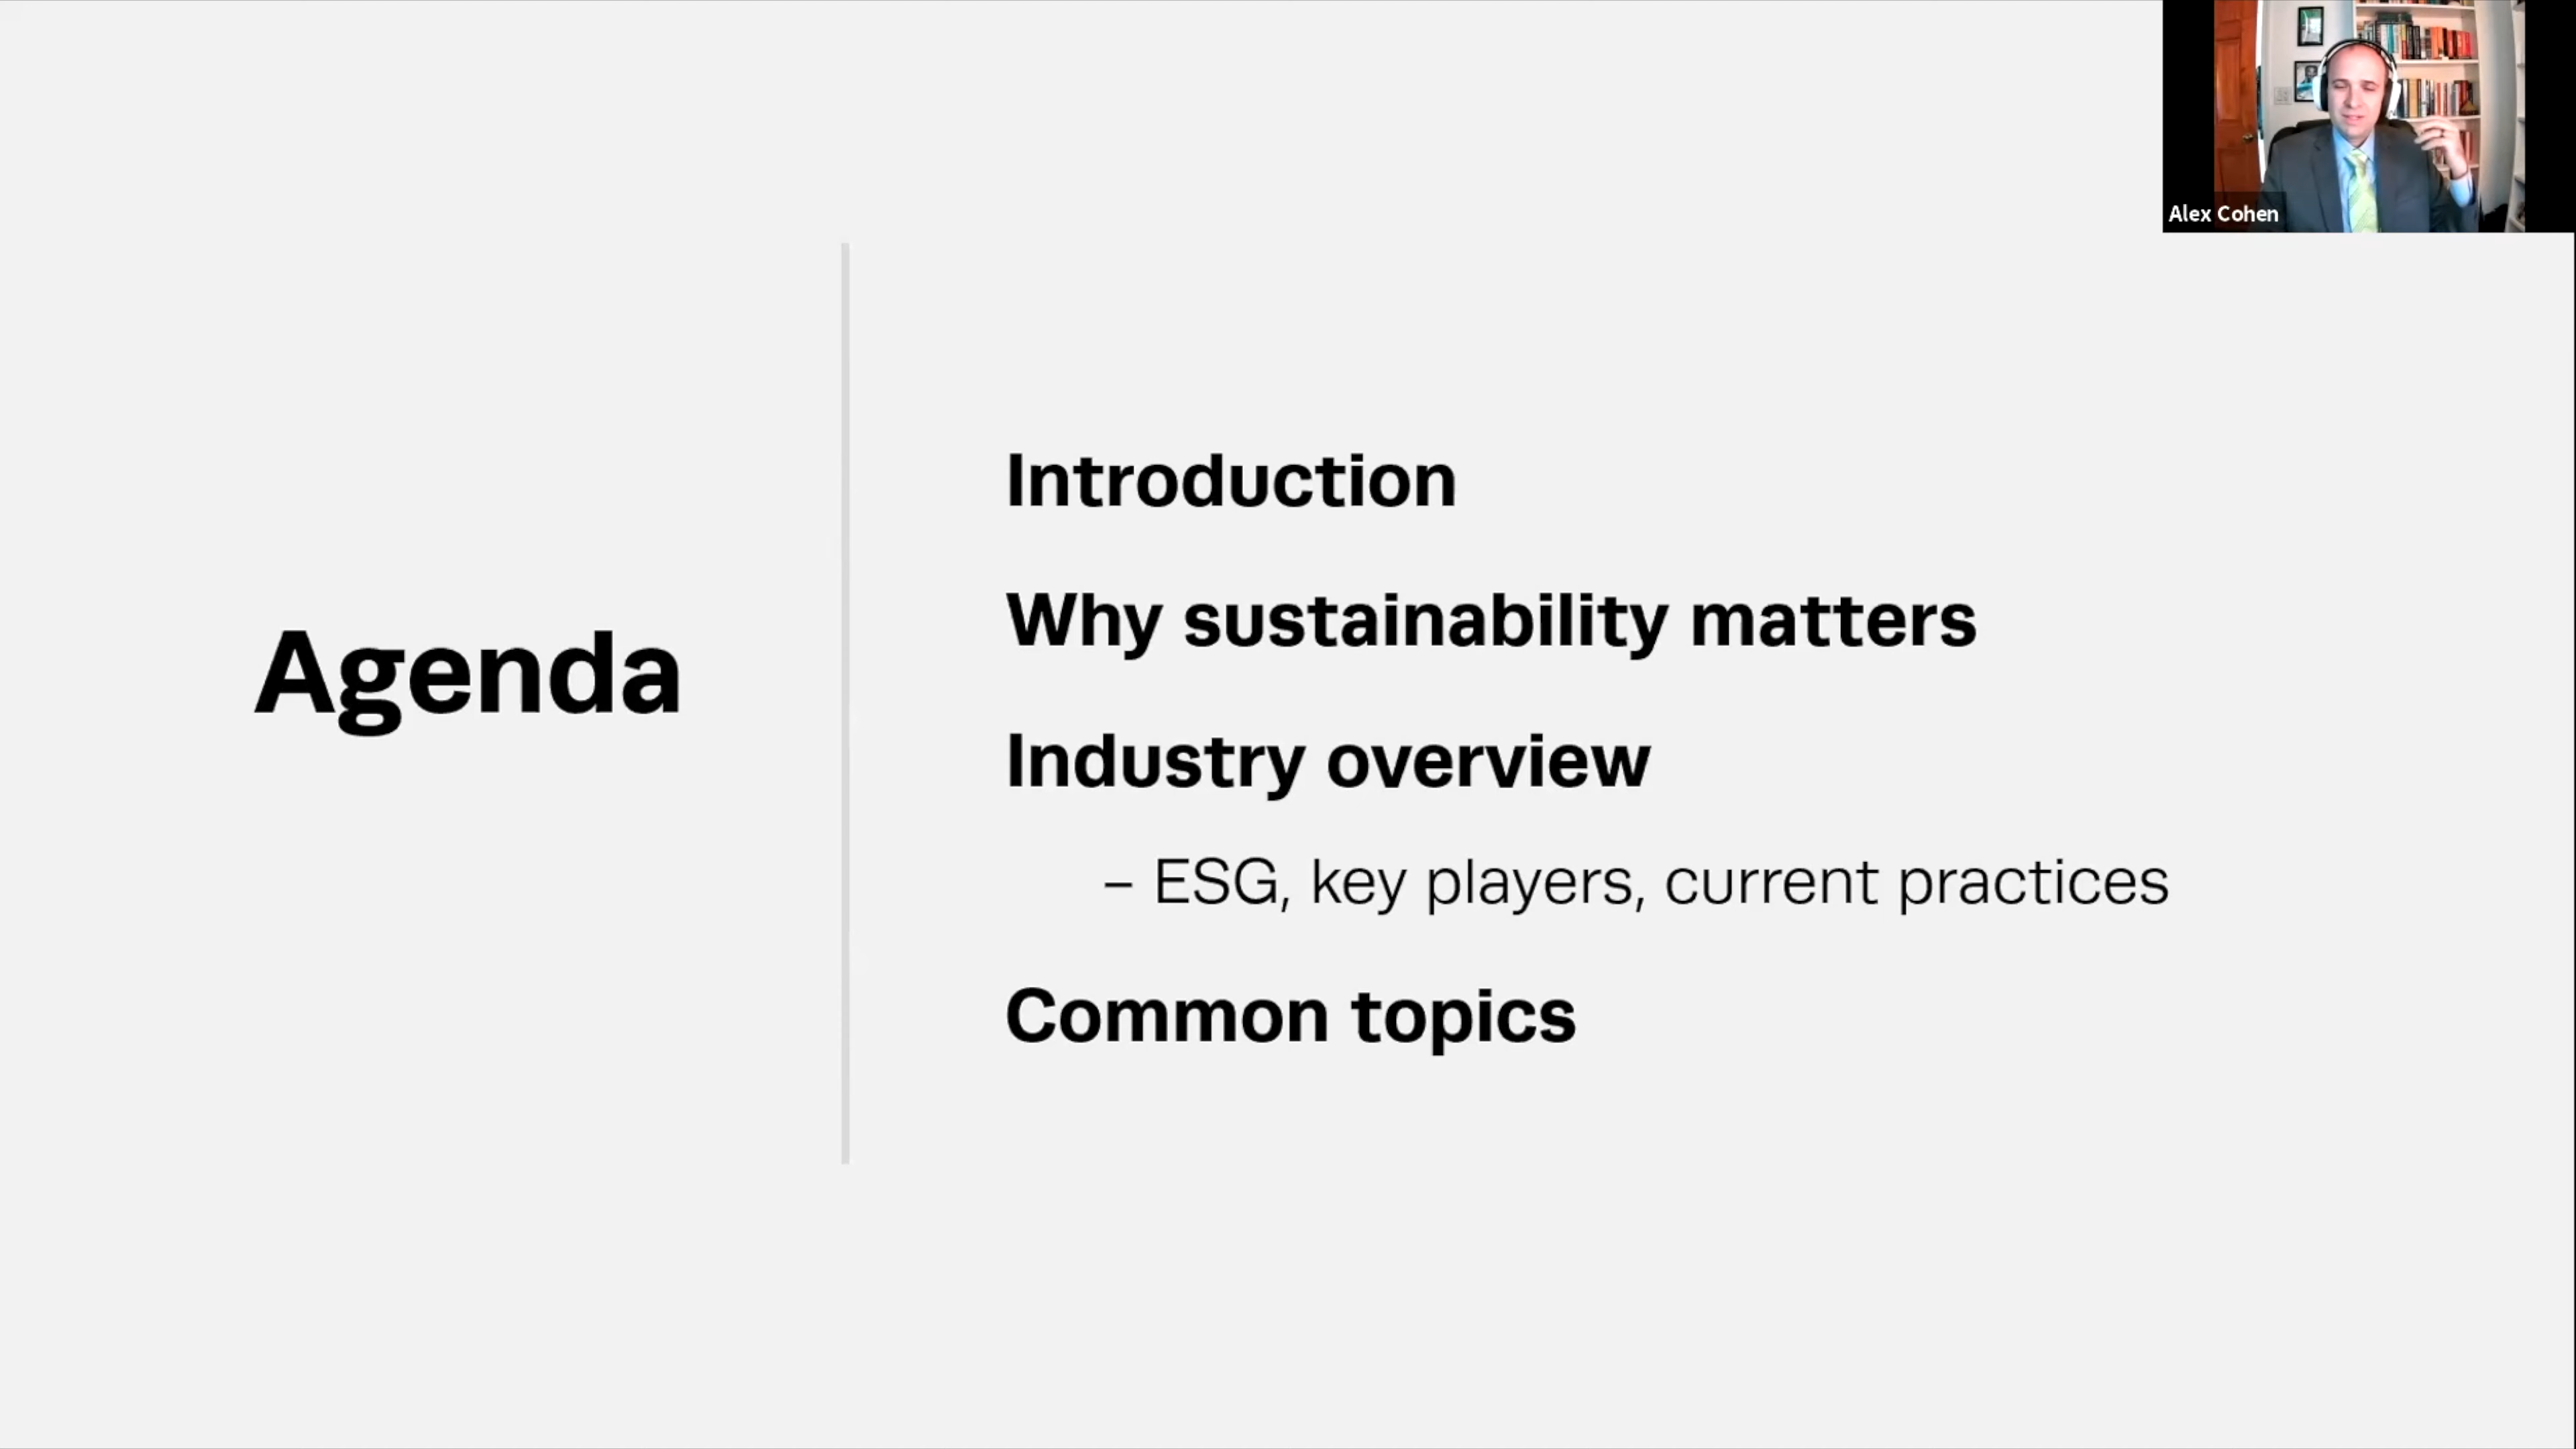 Alex Cohen
Agenda
Introduction
Why sustainability matters
Industry overview
– ESG, key players, current practices
Common topics